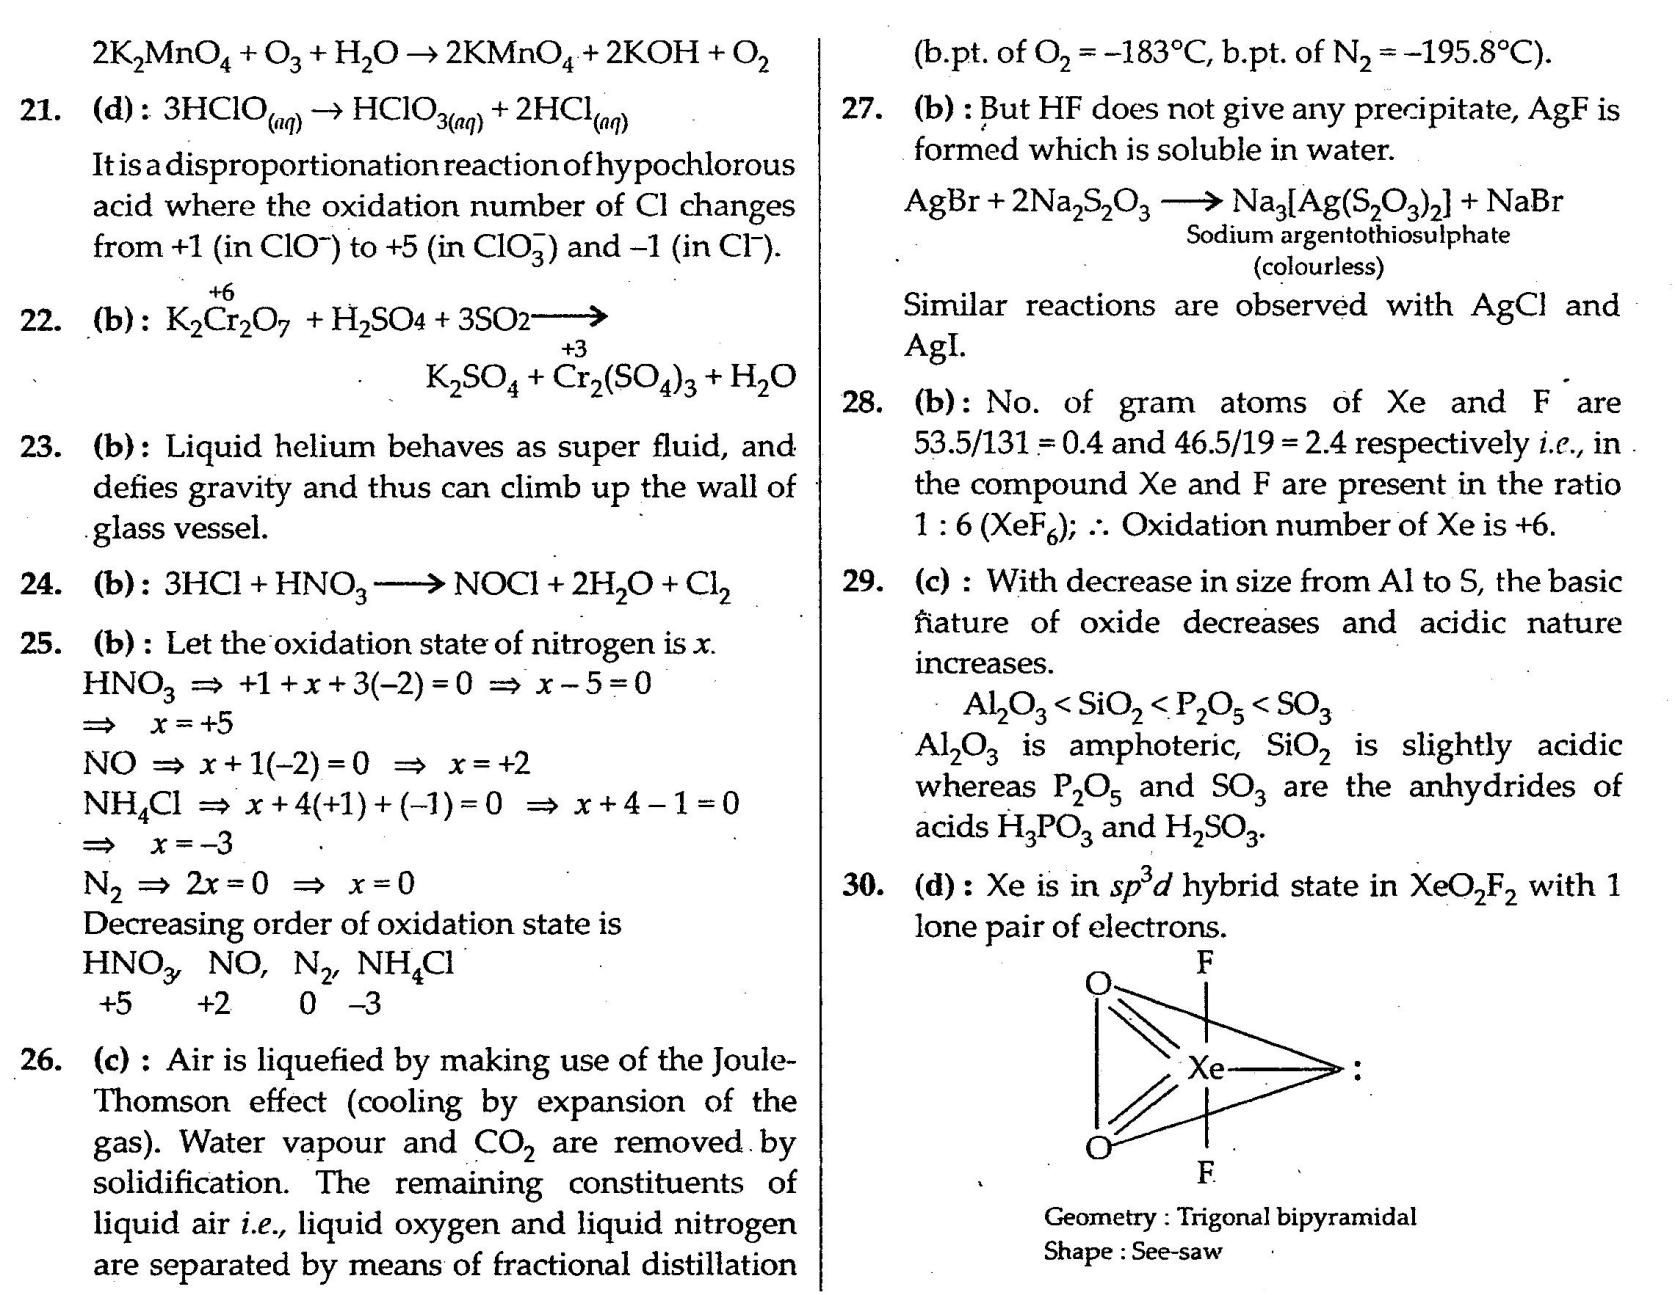 2K₂MnO₄ + O₃ + H₂O → 2KMnO₄ + 2KOH + O₂
21. (d) : 3HClO(aq) → HClO₃(aq) + 2HCl(aq)
It is a disproportionation reaction of hypochlorous
acid where the oxidation number of Cl changes
from +1 (in ClO⁻) to +5 (in ClO₃⁻) and –1 (in Cl⁻).
+6
22. (b) : K₂Cr₂O₇ + H₂SO4 + 3SO2 ⟶
+3
K₂SO₄ + Cr₂(SO₄)₃ + H₂O
23. (b) : Liquid helium behaves as super fluid, and
defies gravity and thus can climb up the wall of
glass vessel.
24. (b) : 3HCl + HNO₃ ⟶ NOCl + 2H₂O + Cl₂
25. (b) : Let the oxidation state of nitrogen is x.
HNO₃ ⇒ +1 + x + 3(–2) = 0 ⇒ x – 5 = 0
⇒ x = +5
NO ⇒ x + 1(–2) = 0 ⇒ x = +2
NH₄Cl ⇒ x + 4(+1) + (–1) = 0 ⇒ x + 4 – 1 = 0
⇒ x = –3
N₂ ⇒ 2x = 0 ⇒ x = 0
Decreasing order of oxidation state is
HNO₃, NO, N₂, NH₄Cl
+5 +2 0 –3
26. (c) : Air is liquefied by making use of the Joule-
Thomson effect (cooling by expansion of the
gas). Water vapour and CO₂ are removed by
solidification. The remaining constituents of
liquid air i.e., liquid oxygen and liquid nitrogen
are separated by means of fractional distillation
(b.pt. of O₂ = –183°C, b.pt. of N₂ = –195.8°C).
27. (b) : But HF does not give any precipitate, AgF is
formed which is soluble in water.
AgBr + 2Na₂S₂O₃ ⟶ Na₃[Ag(S₂O₃)₂] + NaBr
Sodium argentothiosulphate
(colourless)
Similar reactions are observed with AgCl and
AgI.
28. (b) : No. of gram atoms of Xe and F are
53.5/131 = 0.4 and 46.5/19 = 2.4 respectively i.e., in
the compound Xe and F are present in the ratio
1 : 6 (XeF₆); ∴ Oxidation number of Xe is +6.
29. (c) : With decrease in size from Al to S, the basic
nature of oxide decreases and acidic nature
increases.
Al₂O₃ < SiO₂ < P₂O₅ < SO₃
Al₂O₃ is amphoteric, SiO₂ is slightly acidic
whereas P₂O₅ and SO₃ are the anhydrides of
acids H₃PO₃ and H₂SO₃.
30. (d) : Xe is in sp³d hybrid state in XeO₂F₂ with 1
lone pair of electrons.
F
O
Xe :
O
F
Geometry : Trigonal bipyramidal
Shape : See-saw